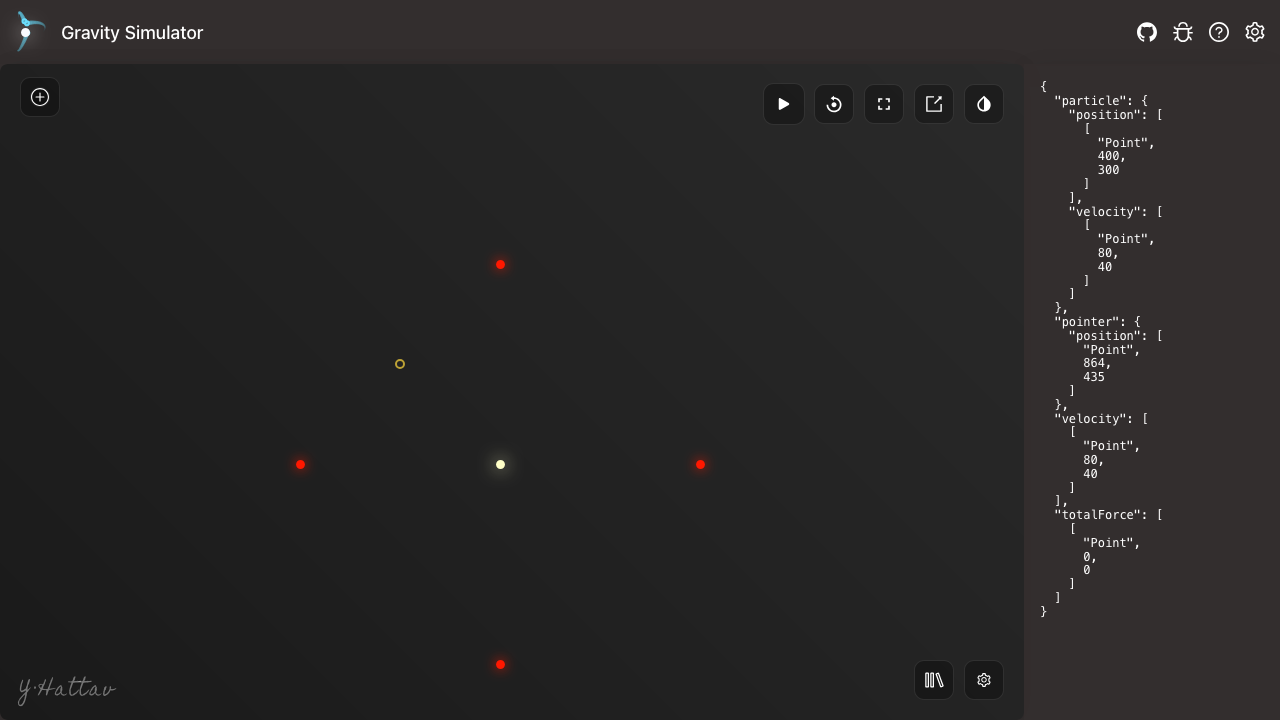 Gravity Simulator
{
"particle": {
"position": [
[
"Point",
400,
300
]
],
"velocity": [
[
"Point",
80,
40
]
]
},
"pointer": {
"position": [
"Point",
864,
435
]
},
"velocity": [
[
"Point",
80,
40
]
],
"totalForce": [
[
"Point",
0,
0
]
]
}
Y·Hattav